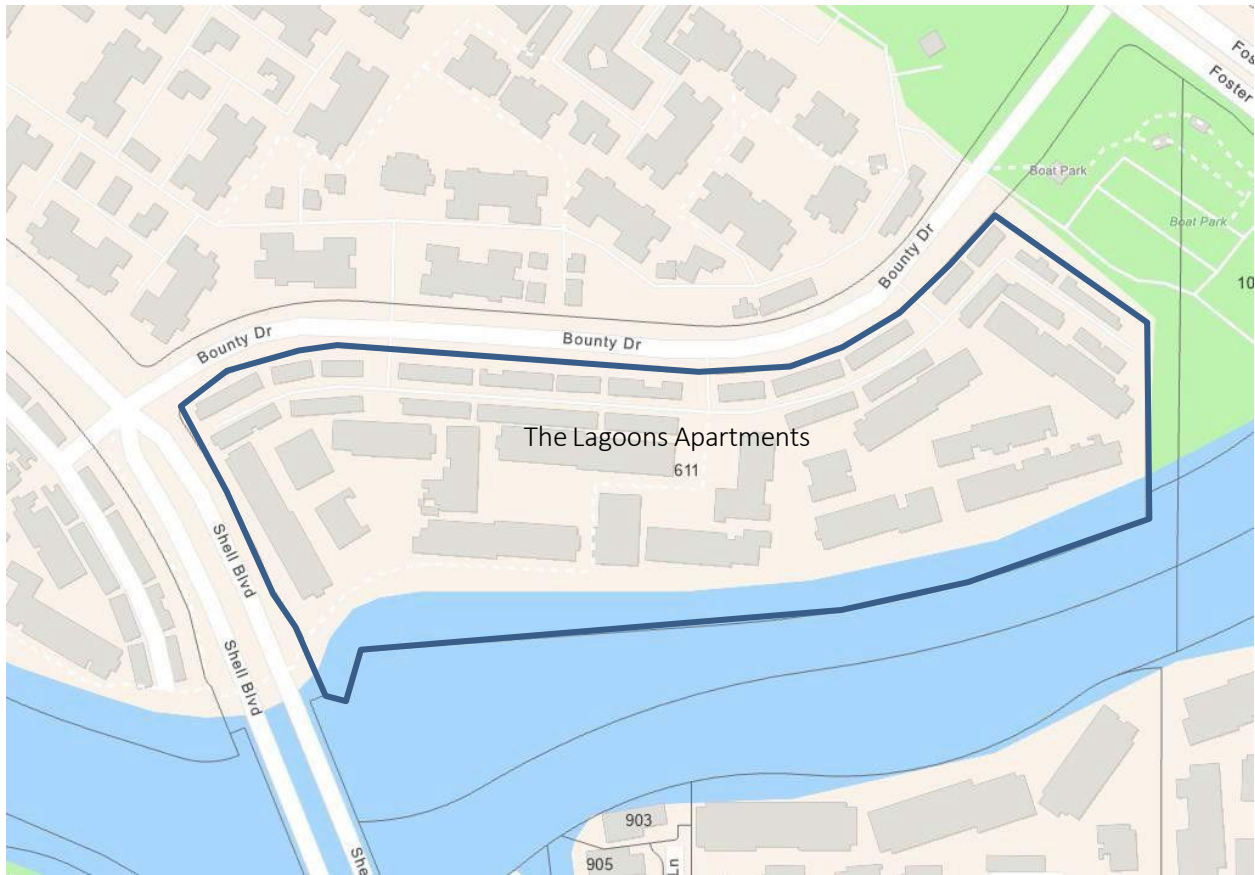 Fos
Foster
Boat Park
Boat Park
Bounty Dr
10
Bounty Dr
Bounty Dr
The Lagoons Apartments
611
Shell Blvd
Shell Blvd
903
She
905
Ln